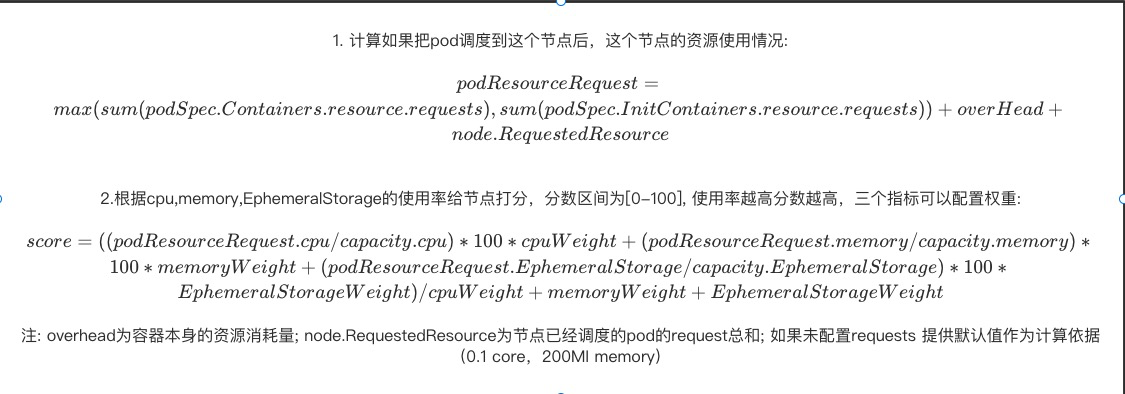 1. 计算如果把pod调度到这个节点后，这个节点的资源使用情况:
podResourceRequest =
max(sum(podSpec.Containers.resource.requests), sum(podSpec.InitContainers.resource.requests)) + overHead +
node.RequestedResource
2.根据cpu,memory,EphemeralStorage的使用率给节点打分，分数区间为[0-100], 使用率越高分数越高，三个指标可以配置权重:
score = ((podResourceRequest.cpu/capacity.cpu) * 100 * cpuWeight + (podResourceRequest.memory/capacity.memory) *
100 * memoryWeight + (podResourceRequest.EphemeralStorage/capacity.EphemeralStorage) * 100 *
EphemeralStorageWeight)/cpuWeight + memoryWeight + EphemeralStorageWeight
注: overhead为容器本身的资源消耗量; node.RequestedResource为节点已经调度的pod的request总和; 如果未配置requests 提供默认值作为计算依据
（0.1 core，200MI memory）